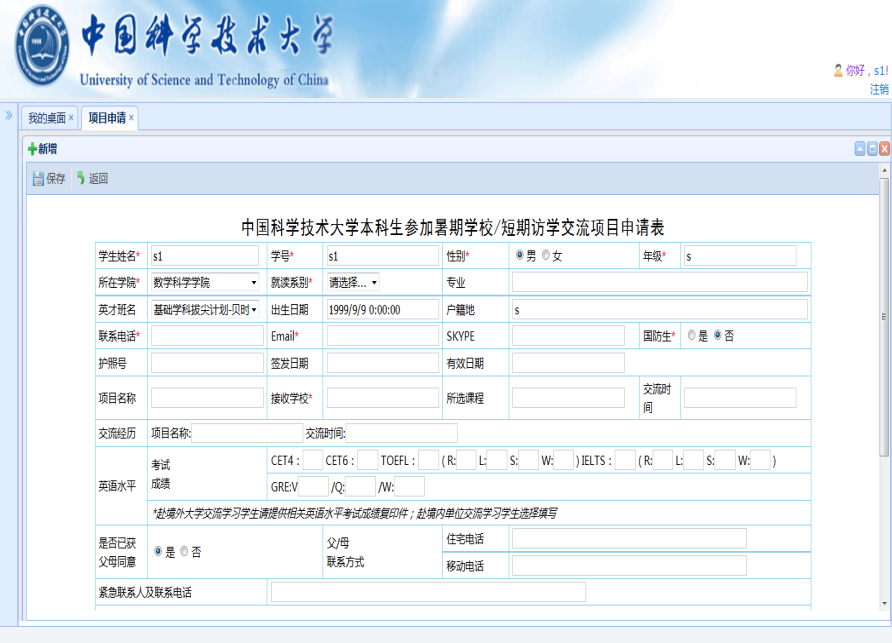 中国科学技术大学
University of Science and Technology of China
你好，s1!
注销
我的桌面 x 项目申请 x
新增
保存 返回
中国科学技术大学本科生参加暑期学校/短期访学交流项目申请表
学生姓名* s1 学号* s1 性别* 男 女 年级* s
所在学院* 数学科学学院 就读系别* 请选择... 专业
英才班名 基础学科拔尖计划-贝时 出生日期 1999/9/9 0:00:00 户籍地 s
联系电话* Email* SKYPE 国防生* 是 否
护照号 签发日期 有效日期
项目名称 接收学校* 所选课程 交流时
间
交流经历 项目名称: 交流时间:
英语水平 考试
成绩
CET4： CET6： TOEFL： ( R: L: S: W: ) IELTS： ( R: L: S: W: )
GRE:V /Q: /W:
*赴境外大学交流学习学生请提供相关英语水平考试成绩复印件；赴境内单位交流学习学生选择填写
是否已获
父母同意
是 否
父/母
联系方式
住宅电话
移动电话
紧急联系人及联系电话